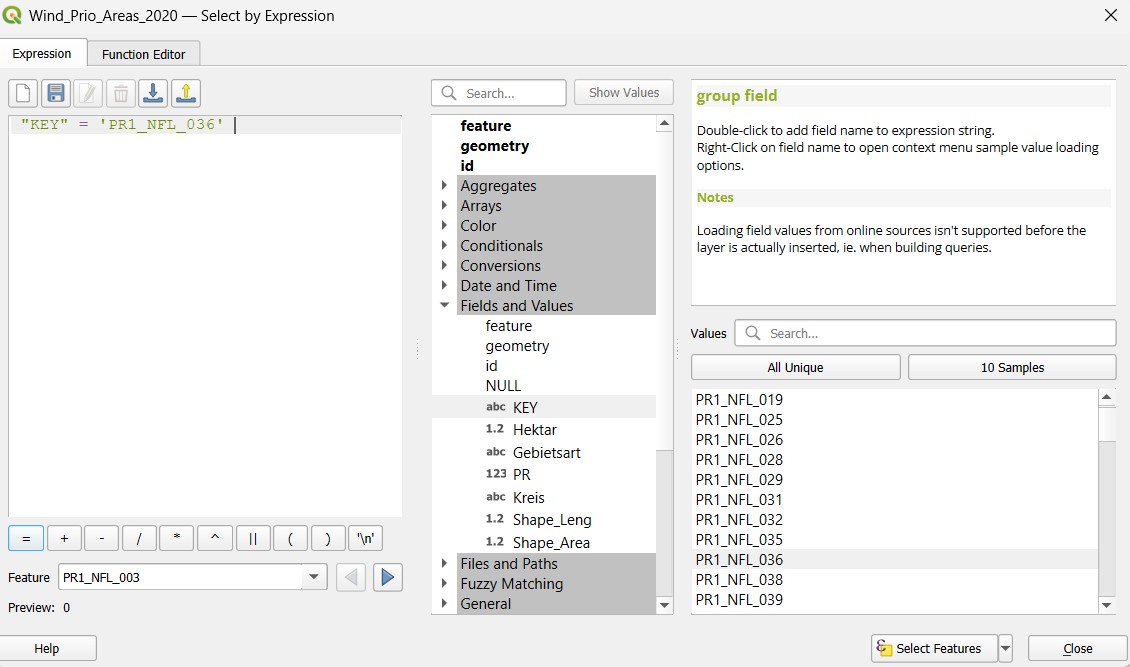 Wind_Prio_Areas_2020 — Select by Expression
Expression
Function Editor
"KEY" = 'PR1_NFL_036'
=
+
-
/
*
^
||
(
)
'\n'
Feature
PR1_NFL_003
Preview: 0
Search...
Show Values
feature
geometry
id
Aggregates
Arrays
Color
Conditionals
Conversions
Date and Time
Fields and Values
feature
geometry
id
NULL
abc KEY
1.2 Hektar
abc Gebietsart
123 PR
abc Kreis
1.2 Shape_Leng
1.2 Shape_Area
Files and Paths
Fuzzy Matching
General
group field
Double-click to add field name to expression string.
Right-Click on field name to open context menu sample value loading
options.
Notes
Loading field values from online sources isn't supported before the
layer is actually inserted, ie. when building queries.
Values
Search...
All Unique
10 Samples
PR1_NFL_019
PR1_NFL_025
PR1_NFL_026
PR1_NFL_028
PR1_NFL_029
PR1_NFL_031
PR1_NFL_032
PR1_NFL_035
PR1_NFL_036
PR1_NFL_038
PR1_NFL_039
Help
Select Features
Close